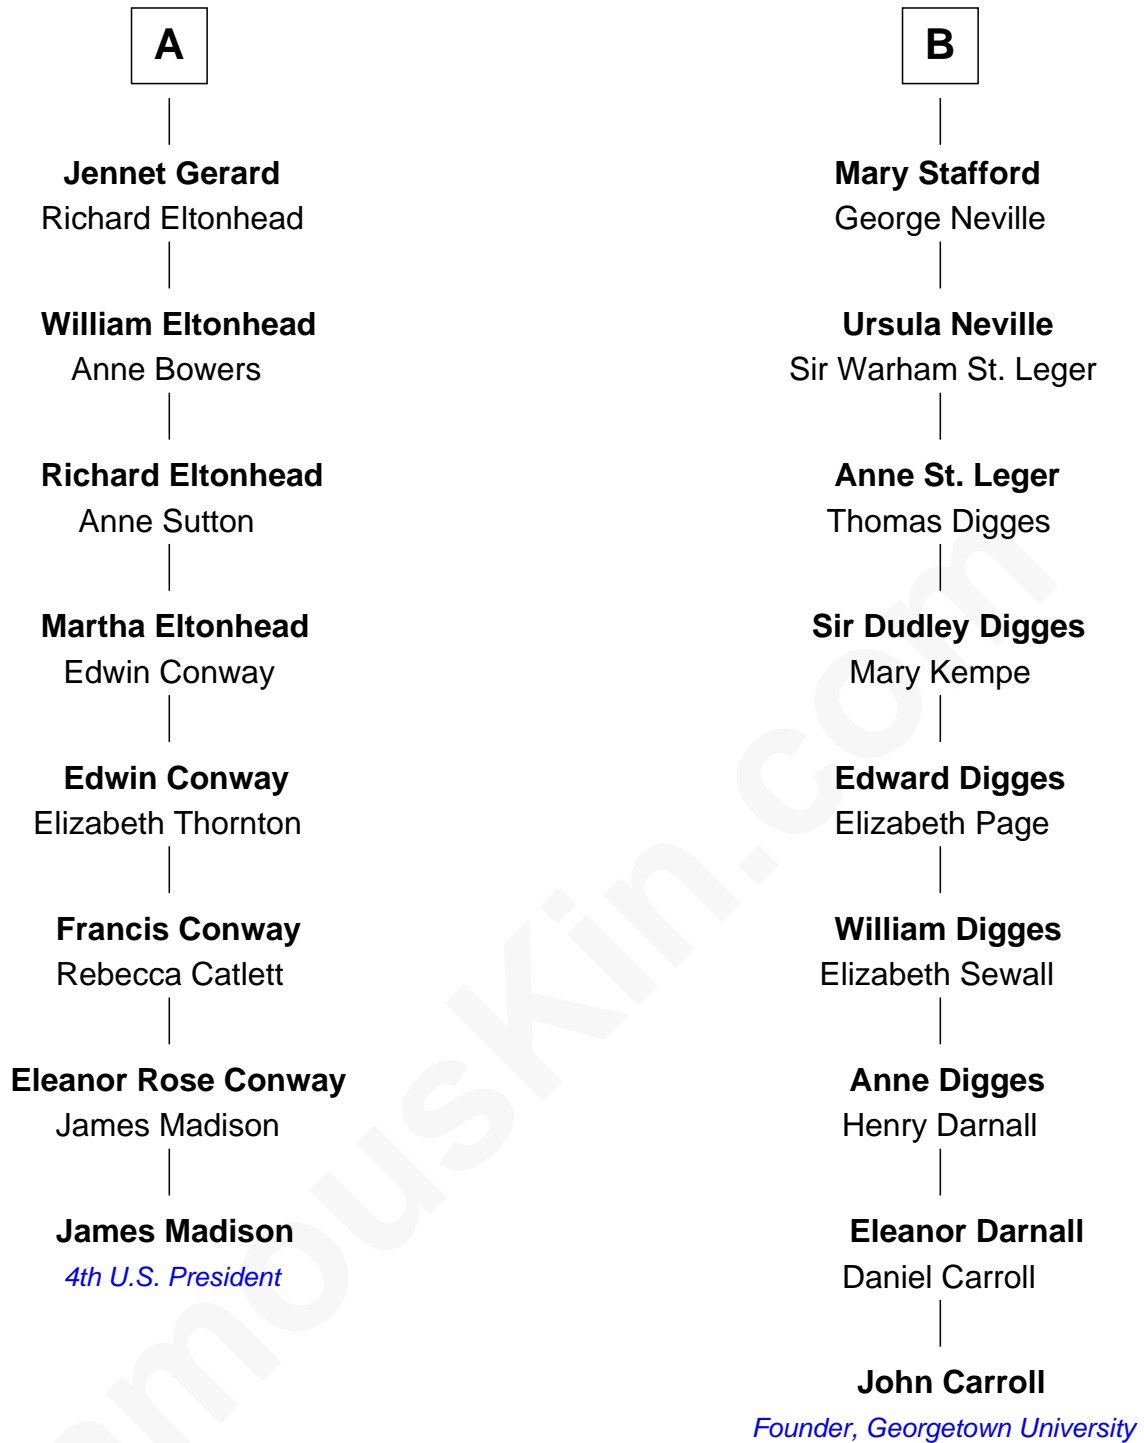 A
Jennet Gerard
Richard Eltonhead
William Eltonhead
Anne Bowers
Richard Eltonhead
Anne Sutton
Martha Eltonhead
Edwin Conway
Edwin Conway
Elizabeth Thornton
Francis Conway
Rebecca Catlett
Eleanor Rose Conway
James Madison
James Madison
4th U.S. President
B
Mary Stafford
George Neville
Ursula Neville
Sir Warham St. Leger
Anne St. Leger
Thomas Digges
Sir Dudley Digges
Mary Kempe
Edward Digges
Elizabeth Page
William Digges
Elizabeth Sewall
Anne Digges
Henry Darnall
Eleanor Darnall
Daniel Carroll
John Carroll
Founder, Georgetown University